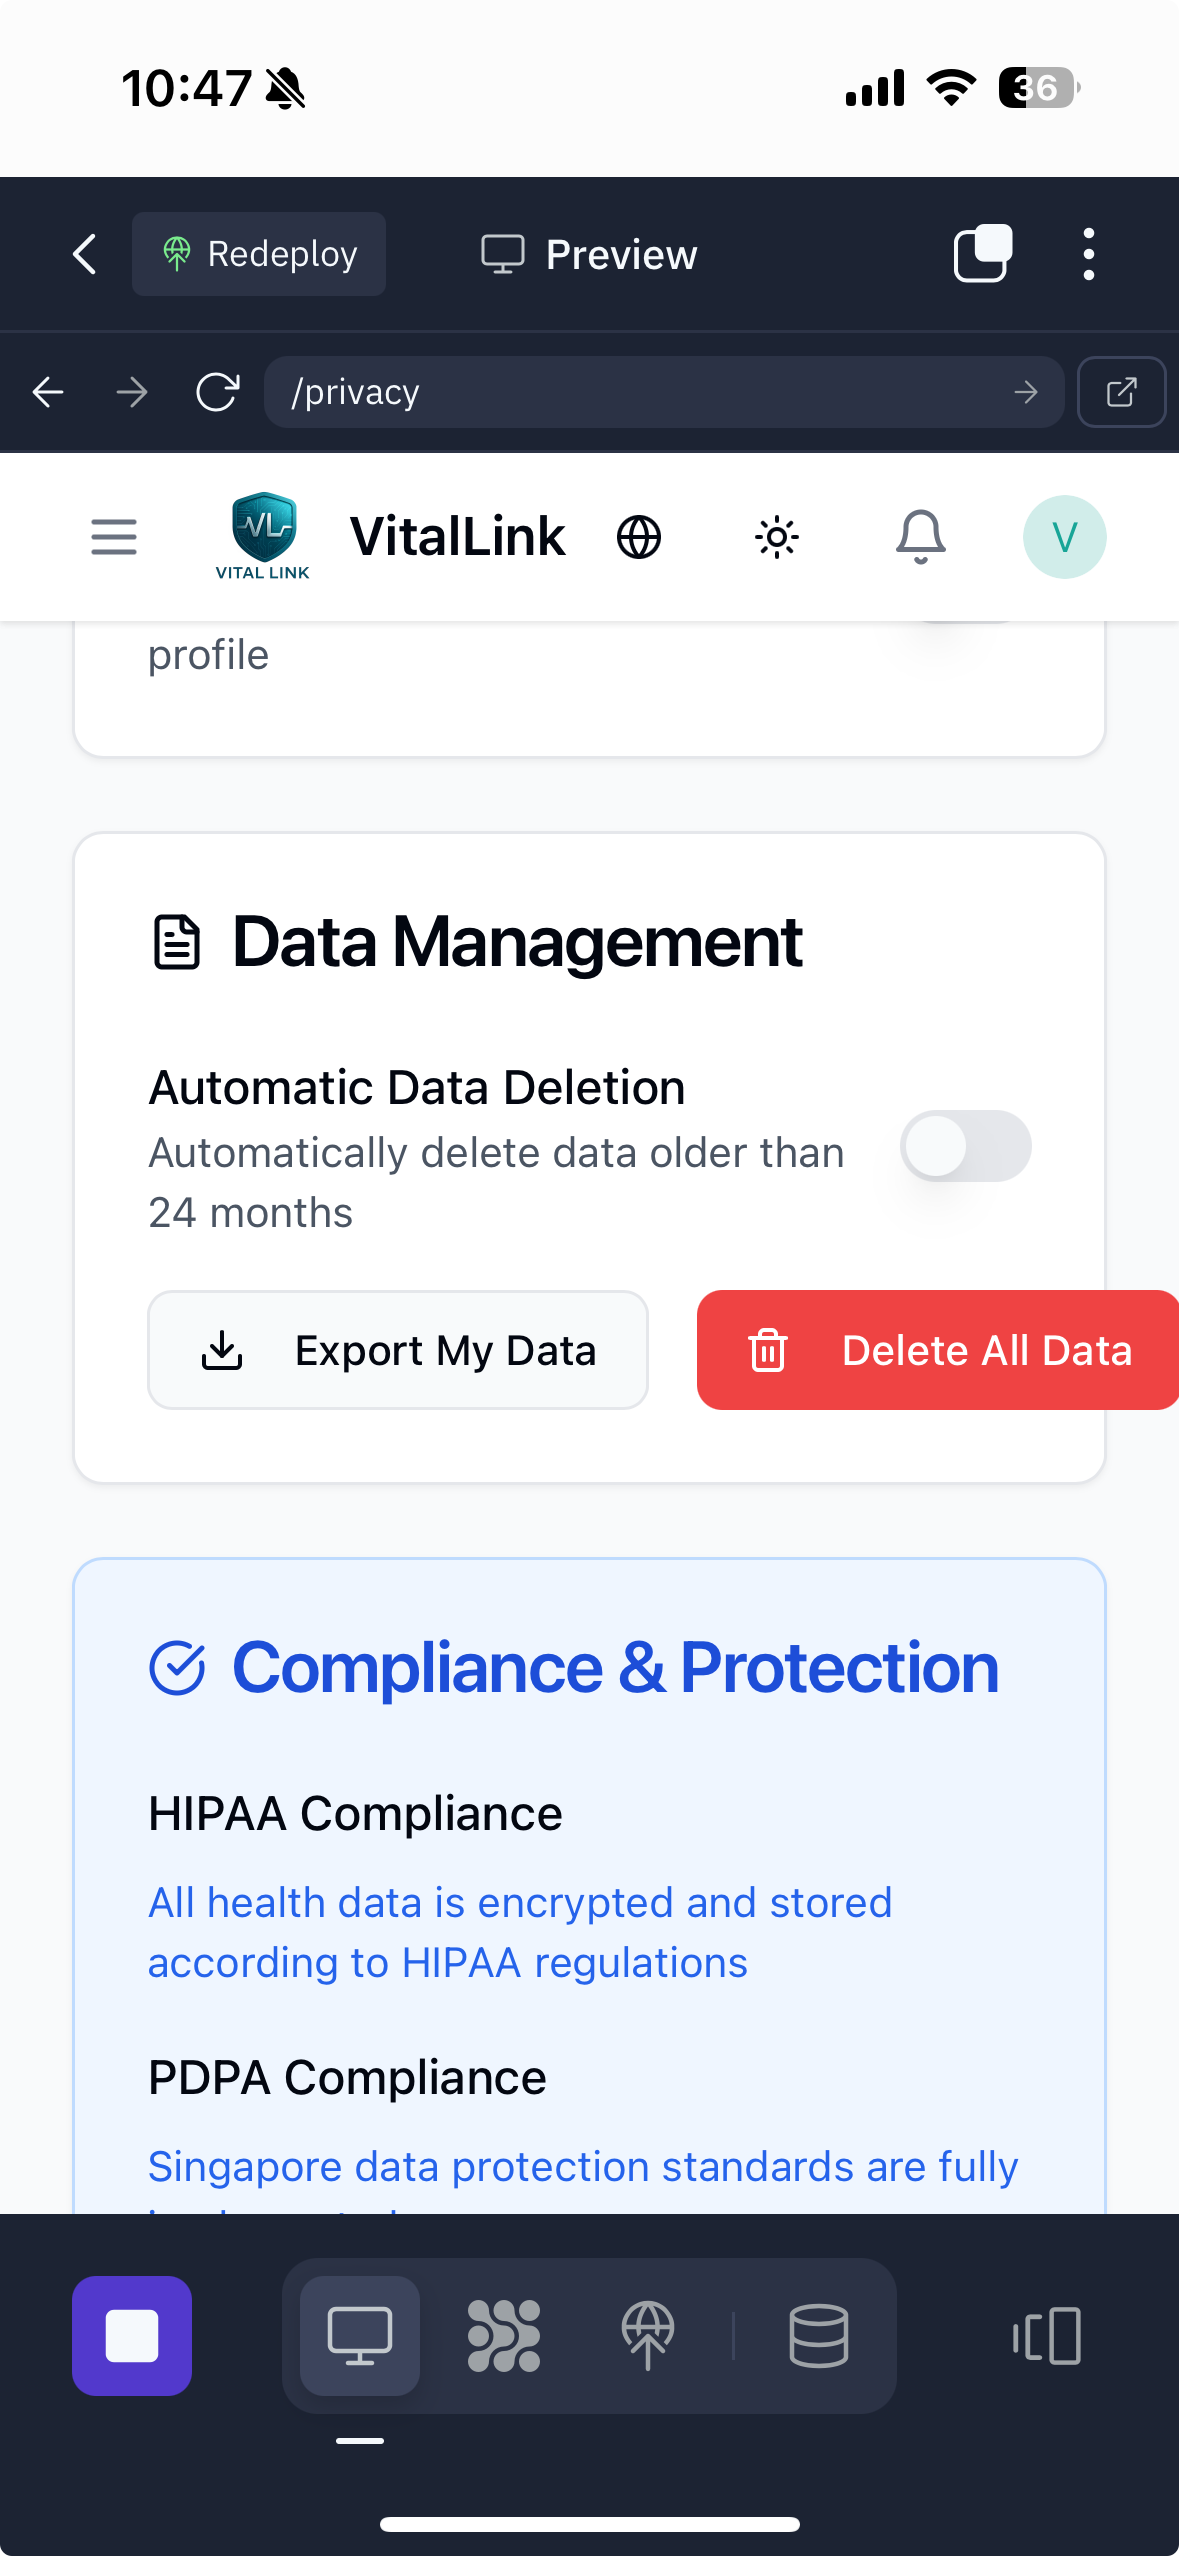 10:47
36
Redeploy
Preview
/privacy
VL
VITAL LINK
VitalLink
V
profile
Data Management
Automatic Data Deletion
Automatically delete data older than
24 months
Export My Data
Delete All Data
Compliance & Protection
HIPAA Compliance
All health data is encrypted and stored
according to HIPAA regulations
PDPA Compliance
Singapore data protection standards are fully